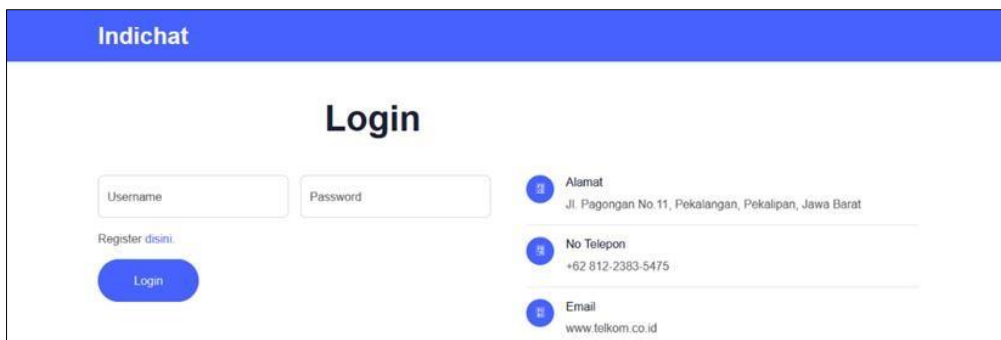 Indichat
Login
Username
Password
Register disini.
Login
Alamat
Jl. Pagongan No.11, Pekalangan, Pekalipan, Jawa Barat
No Telepon
+62 812-2383-5475
Email
www.telkom.co.id